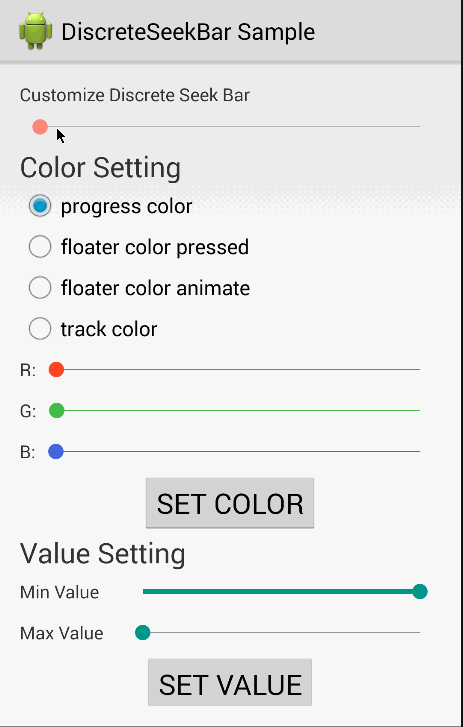 DiscreteSeekBar Sample
Customize Discrete Seek Bar
Color Setting
progress color
floater color pressed
floater color animate
track color
R:
G:
B:
SET COLOR
Value Setting
Min Value
Max Value
SET VALUE